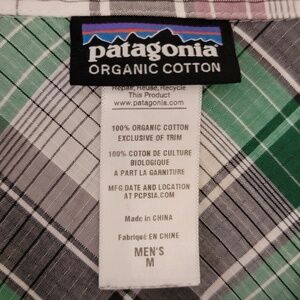 patagonia
ORGANIC COTTON
Repair, Reuse, Recycle
This Product
www.patagonia.com
100% ORGANIC COTTON
EXCLUSIVE OF TRIM
100% COTON DE CULTURE
BIOLOGIQUE
A PART LA GARNITURE
MFG.DATE AND LOCATION
AT PCPSIA.COM
Made in CHINA
Fabriqué EN CHINE
MEN'S
M